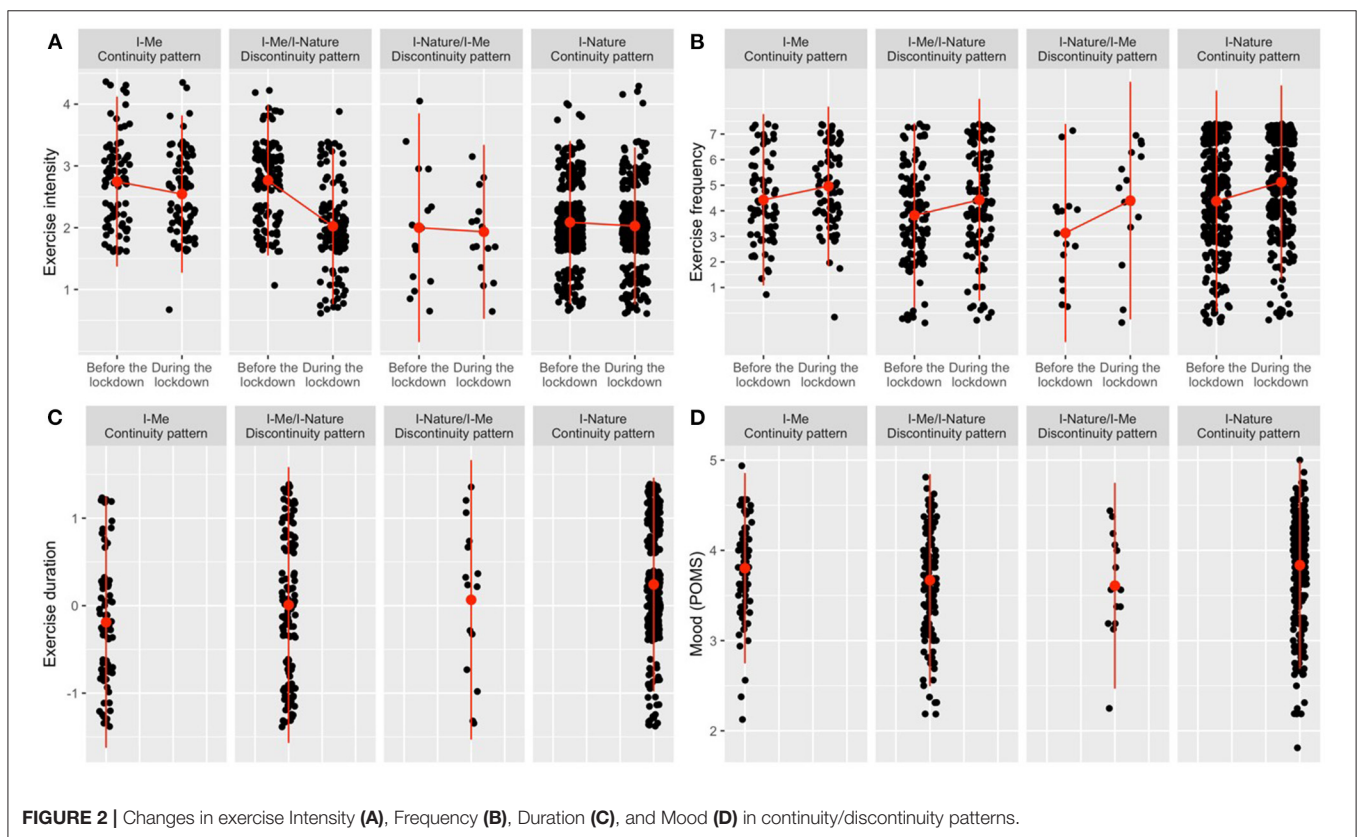 A
I-Me
Continuity pattern
I-Me/I-Nature
Discontinuity pattern
I-Nature/I-Me
Discontinuity pattern
I-Nature
Continuity pattern
Exercise intensity
4
3
2
1
Before the
lockdown
During the
lockdown
Before the
lockdown
During the
lockdown
Before the
lockdown
During the
lockdown
Before the
lockdown
During the
lockdown
B
I-Me
Continuity pattern
I-Me/I-Nature
Discontinuity pattern
I-Nature/I-Me
Discontinuity pattern
I-Nature
Continuity pattern
Exercise frequency
7
6
5
4
3
2
1
Before the
lockdown
During the
lockdown
Before the
lockdown
During the
lockdown
Before the
lockdown
During the
lockdown
Before the
lockdown
During the
lockdown
C
I-Me
Continuity pattern
I-Me/I-Nature
Discontinuity pattern
I-Nature/I-Me
Discontinuity pattern
I-Nature
Continuity pattern
Exercise duration
1
0
-1
D
I-Me
Continuity pattern
I-Me/I-Nature
Discontinuity pattern
I-Nature/I-Me
Discontinuity pattern
I-Nature
Continuity pattern
Mood (POMS)
5
4
3
2
FIGURE 2 | Changes in exercise Intensity (A), Frequency (B), Duration (C), and Mood (D) in continuity/discontinuity patterns.